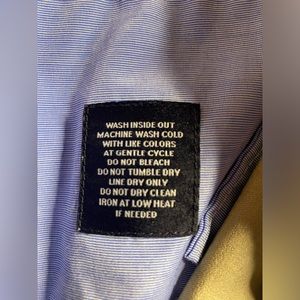 WASH INSIDE OUT
MACHINE WASH COLD
WITH LIKE COLORS
AT GENTLE CYCLE
DO NOT BLEACH
DO NOT TUMBLE DRY
LINE DRY ONLY
DO NOT DRY CLEAN
IRON AT LOW HEAT
IF NEEDED